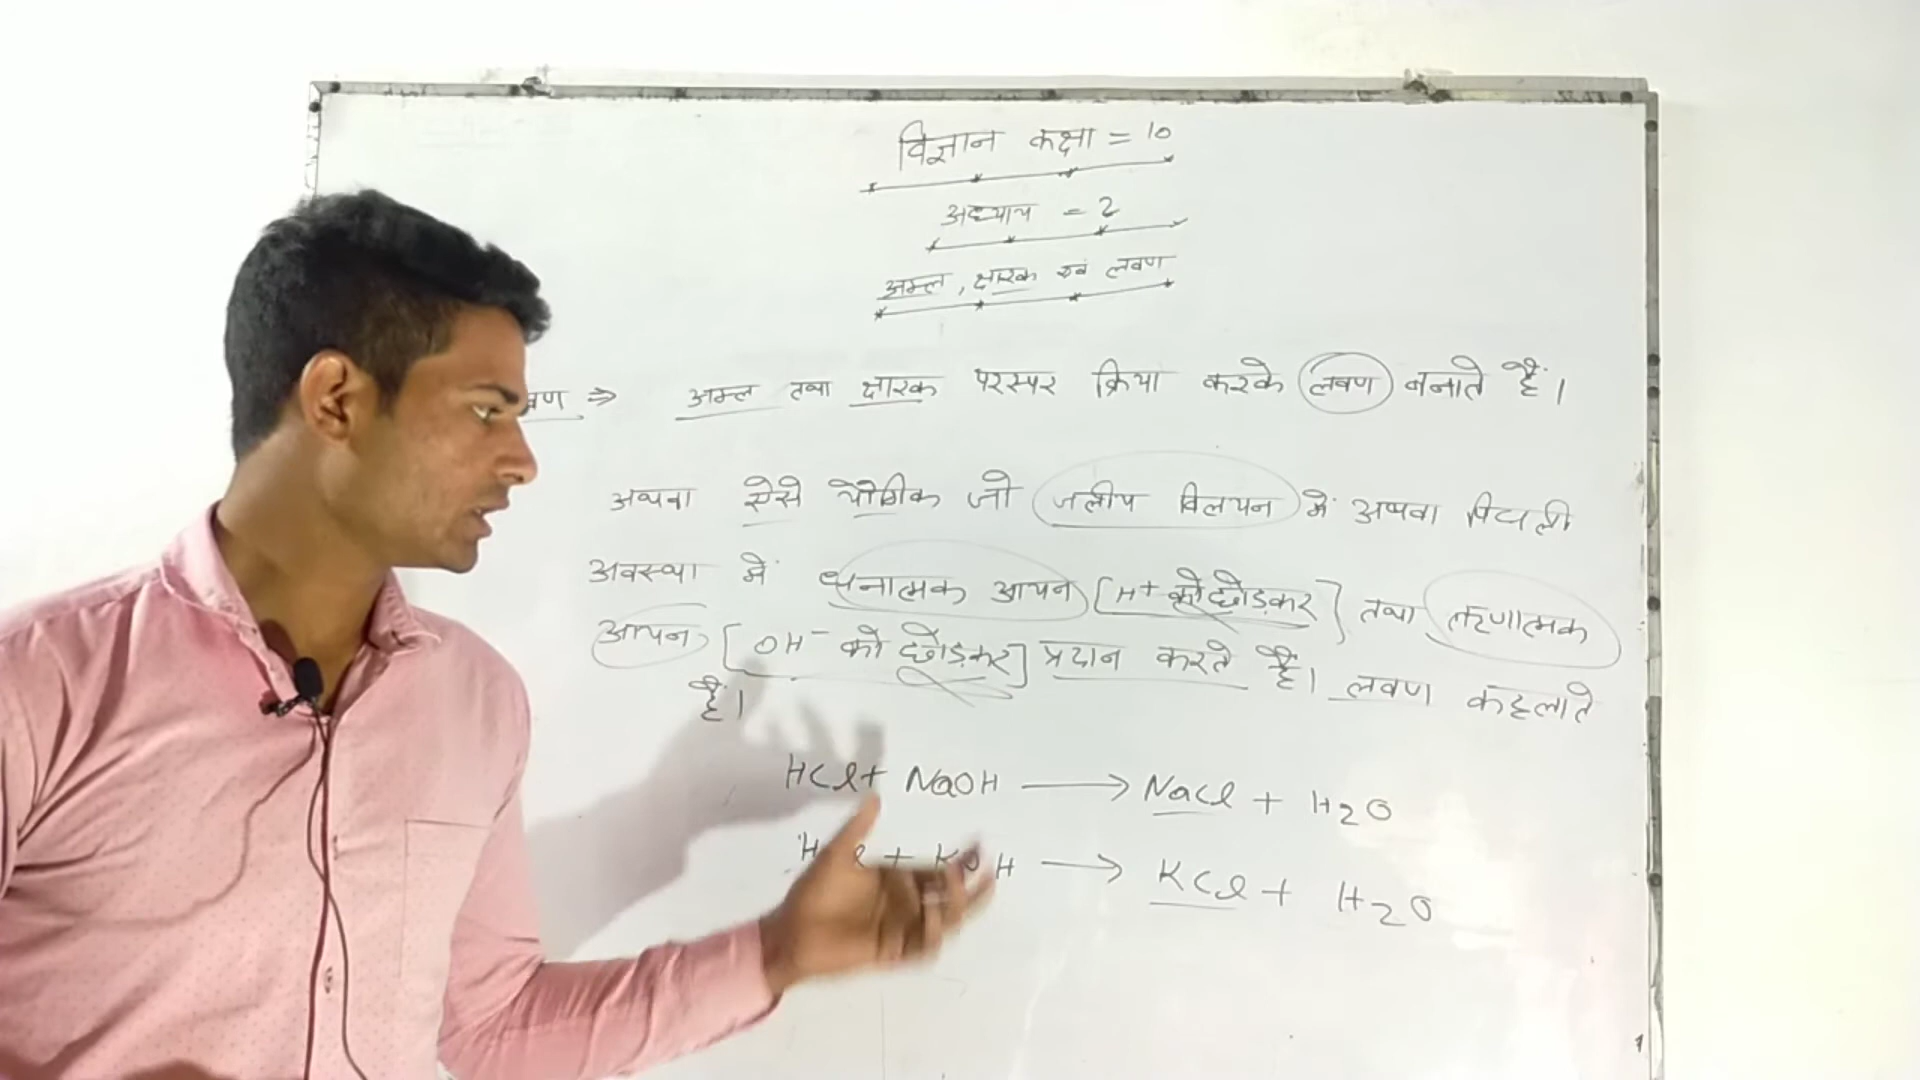 विज्ञान कक्षा = 10
अध्याय = 2
अम्ल, क्षारक एवं लवण
⇒ अम्ल तथा क्षारक परस्पर क्रिया करके लवण बनाते हैं।
अथवा ऐसे यौगिक जो जलीय विलयन में अथवा पिघली
अवस्था में धनात्मक आयन [H+ को छोड़कर] तथा ऋणात्मक
आयन [OH− को छोड़कर] प्रदान करते हैं। लवण कहलाते
हैं।
HCl + NaOH → NaCl + H2O
+ KOH → KCl + H2O